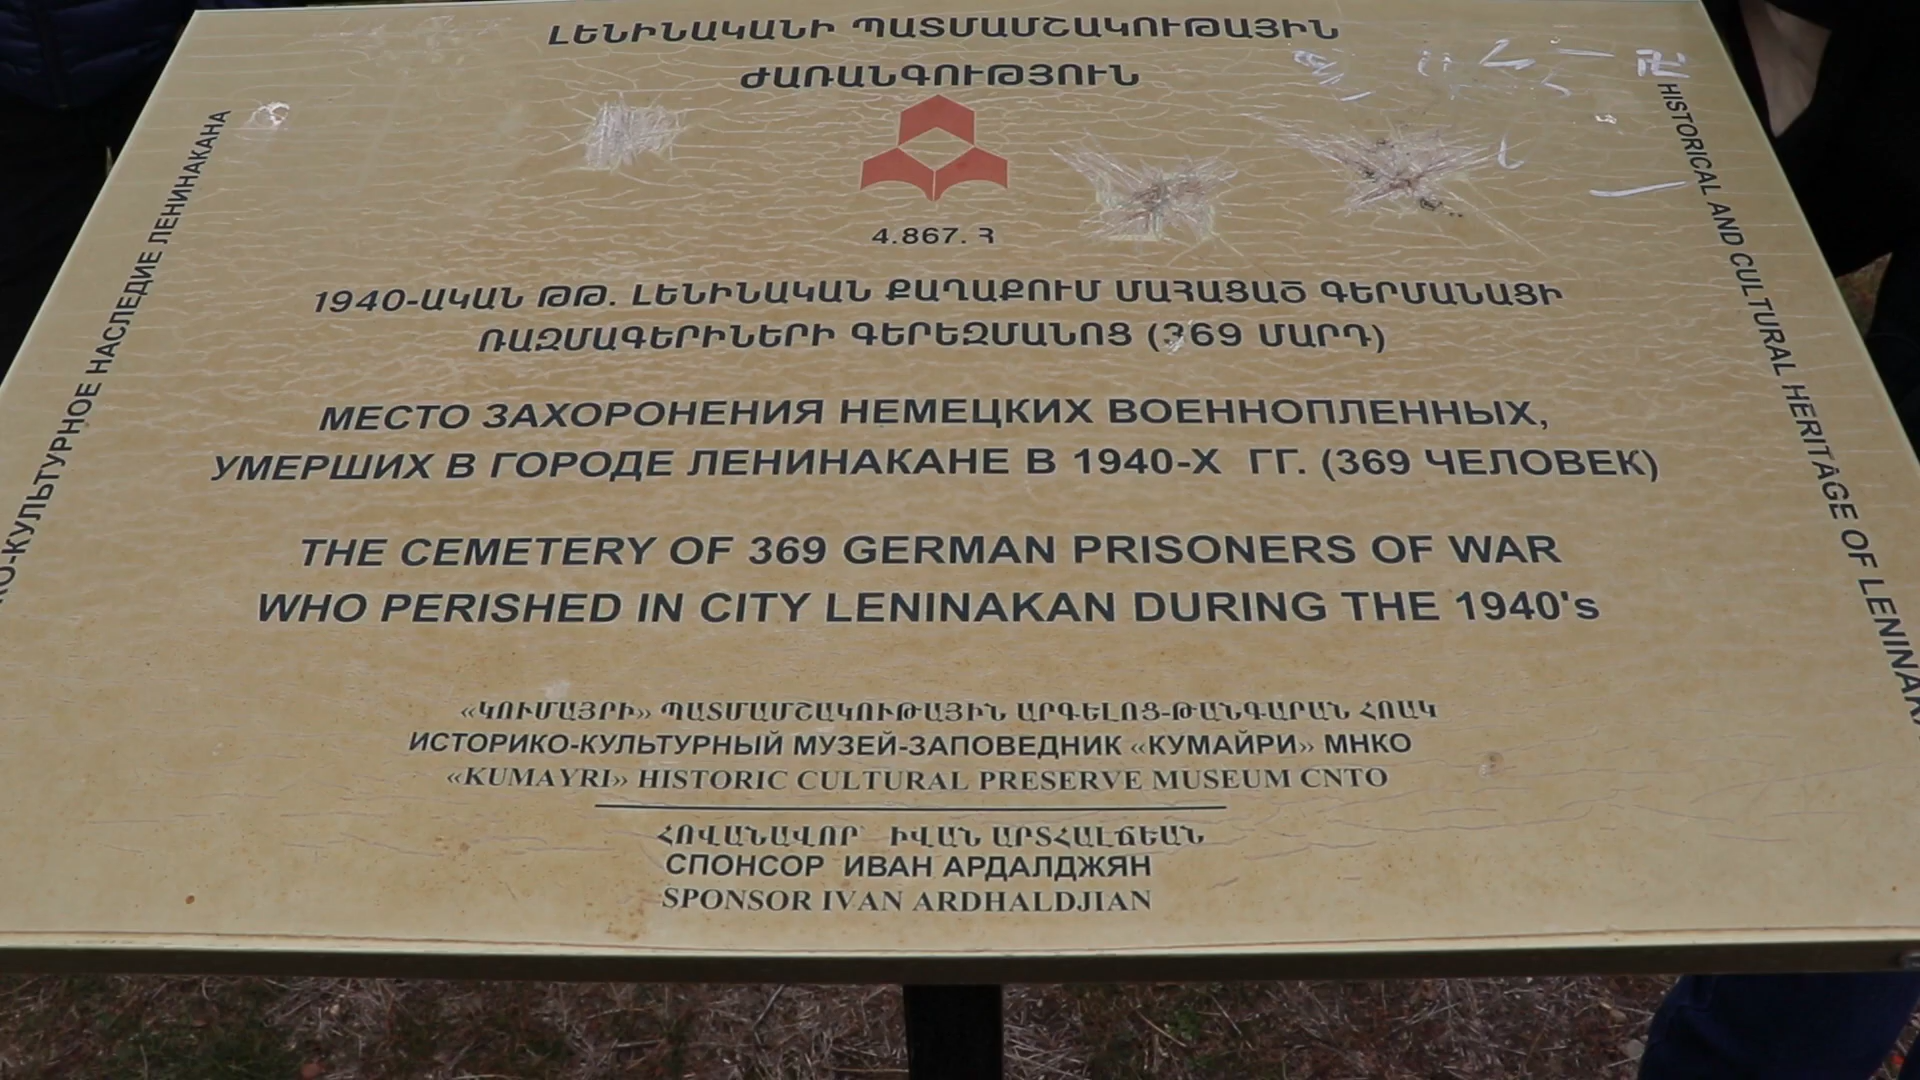 ԼԵՆԻՆԱԿԱՆԻ ՊԱՏՄԱՄՇԱԿՈՒԹԱՅԻՆ
ԺԱՌԱՆԳՈՒԹՅՈՒՆ
4.867. Հ
1940-ԱԿԱՆ ԹԹ. ԼԵՆԻՆԱԿԱՆ ՔԱՂԱՔՈՒՄ ՄԱՀԱՑԱԾ ԳԵՐՄԱՆԱՑԻ
ՌԱԶՄԱԳԵՐԻՆԵՐԻ ԳԵՐԵԶՄԱՆՈՑ (369 ՄԱՐԴ)
МЕСТО ЗАХОРОНЕНИЯ НЕМЕЦКИХ ВОЕННОПЛЕННЫХ,
УМЕРШИХ В ГОРОДЕ ЛЕНИНАКАНЕ В 1940-Х ГГ. (369 ЧЕЛОВЕК)
THE CEMETERY OF 369 GERMAN PRISONERS OF WAR
WHO PERISHED IN CITY LENINAKAN DURING THE 1940's
«ԿՈՒՄԱՅՐԻ» ՊԱՏՄԱՄՇԱԿՈՒԹԱՅԻՆ ԱՐԳԵԼՈՑ-ԹԱՆԳԱՐԱՆ ՀՈԱԿ
ИСТОРИКО-КУЛЬТУРНЫЙ МУЗЕЙ-ЗАПОВЕДНИК «КУМАЙРИ» МНКО
«KUMAYRI» HISTORIC CULTURAL PRESERVE MUSEUM CNTO
ՀՈՎԱՆԱՎՈՐ՝ ԻՎԱՆ ԱՐՏՀԱԼՃԵԱՆ
СПОНСОР ИВАН АРДАЛДЖЯН
SPONSOR IVAN ARDHALDJIAN
КО-КУЛЬТУРНОЕ НАСЛЕДИЕ ЛЕНИНАКАНА
HISTORICAL AND CULTURAL HERITAGE OF LENINAK